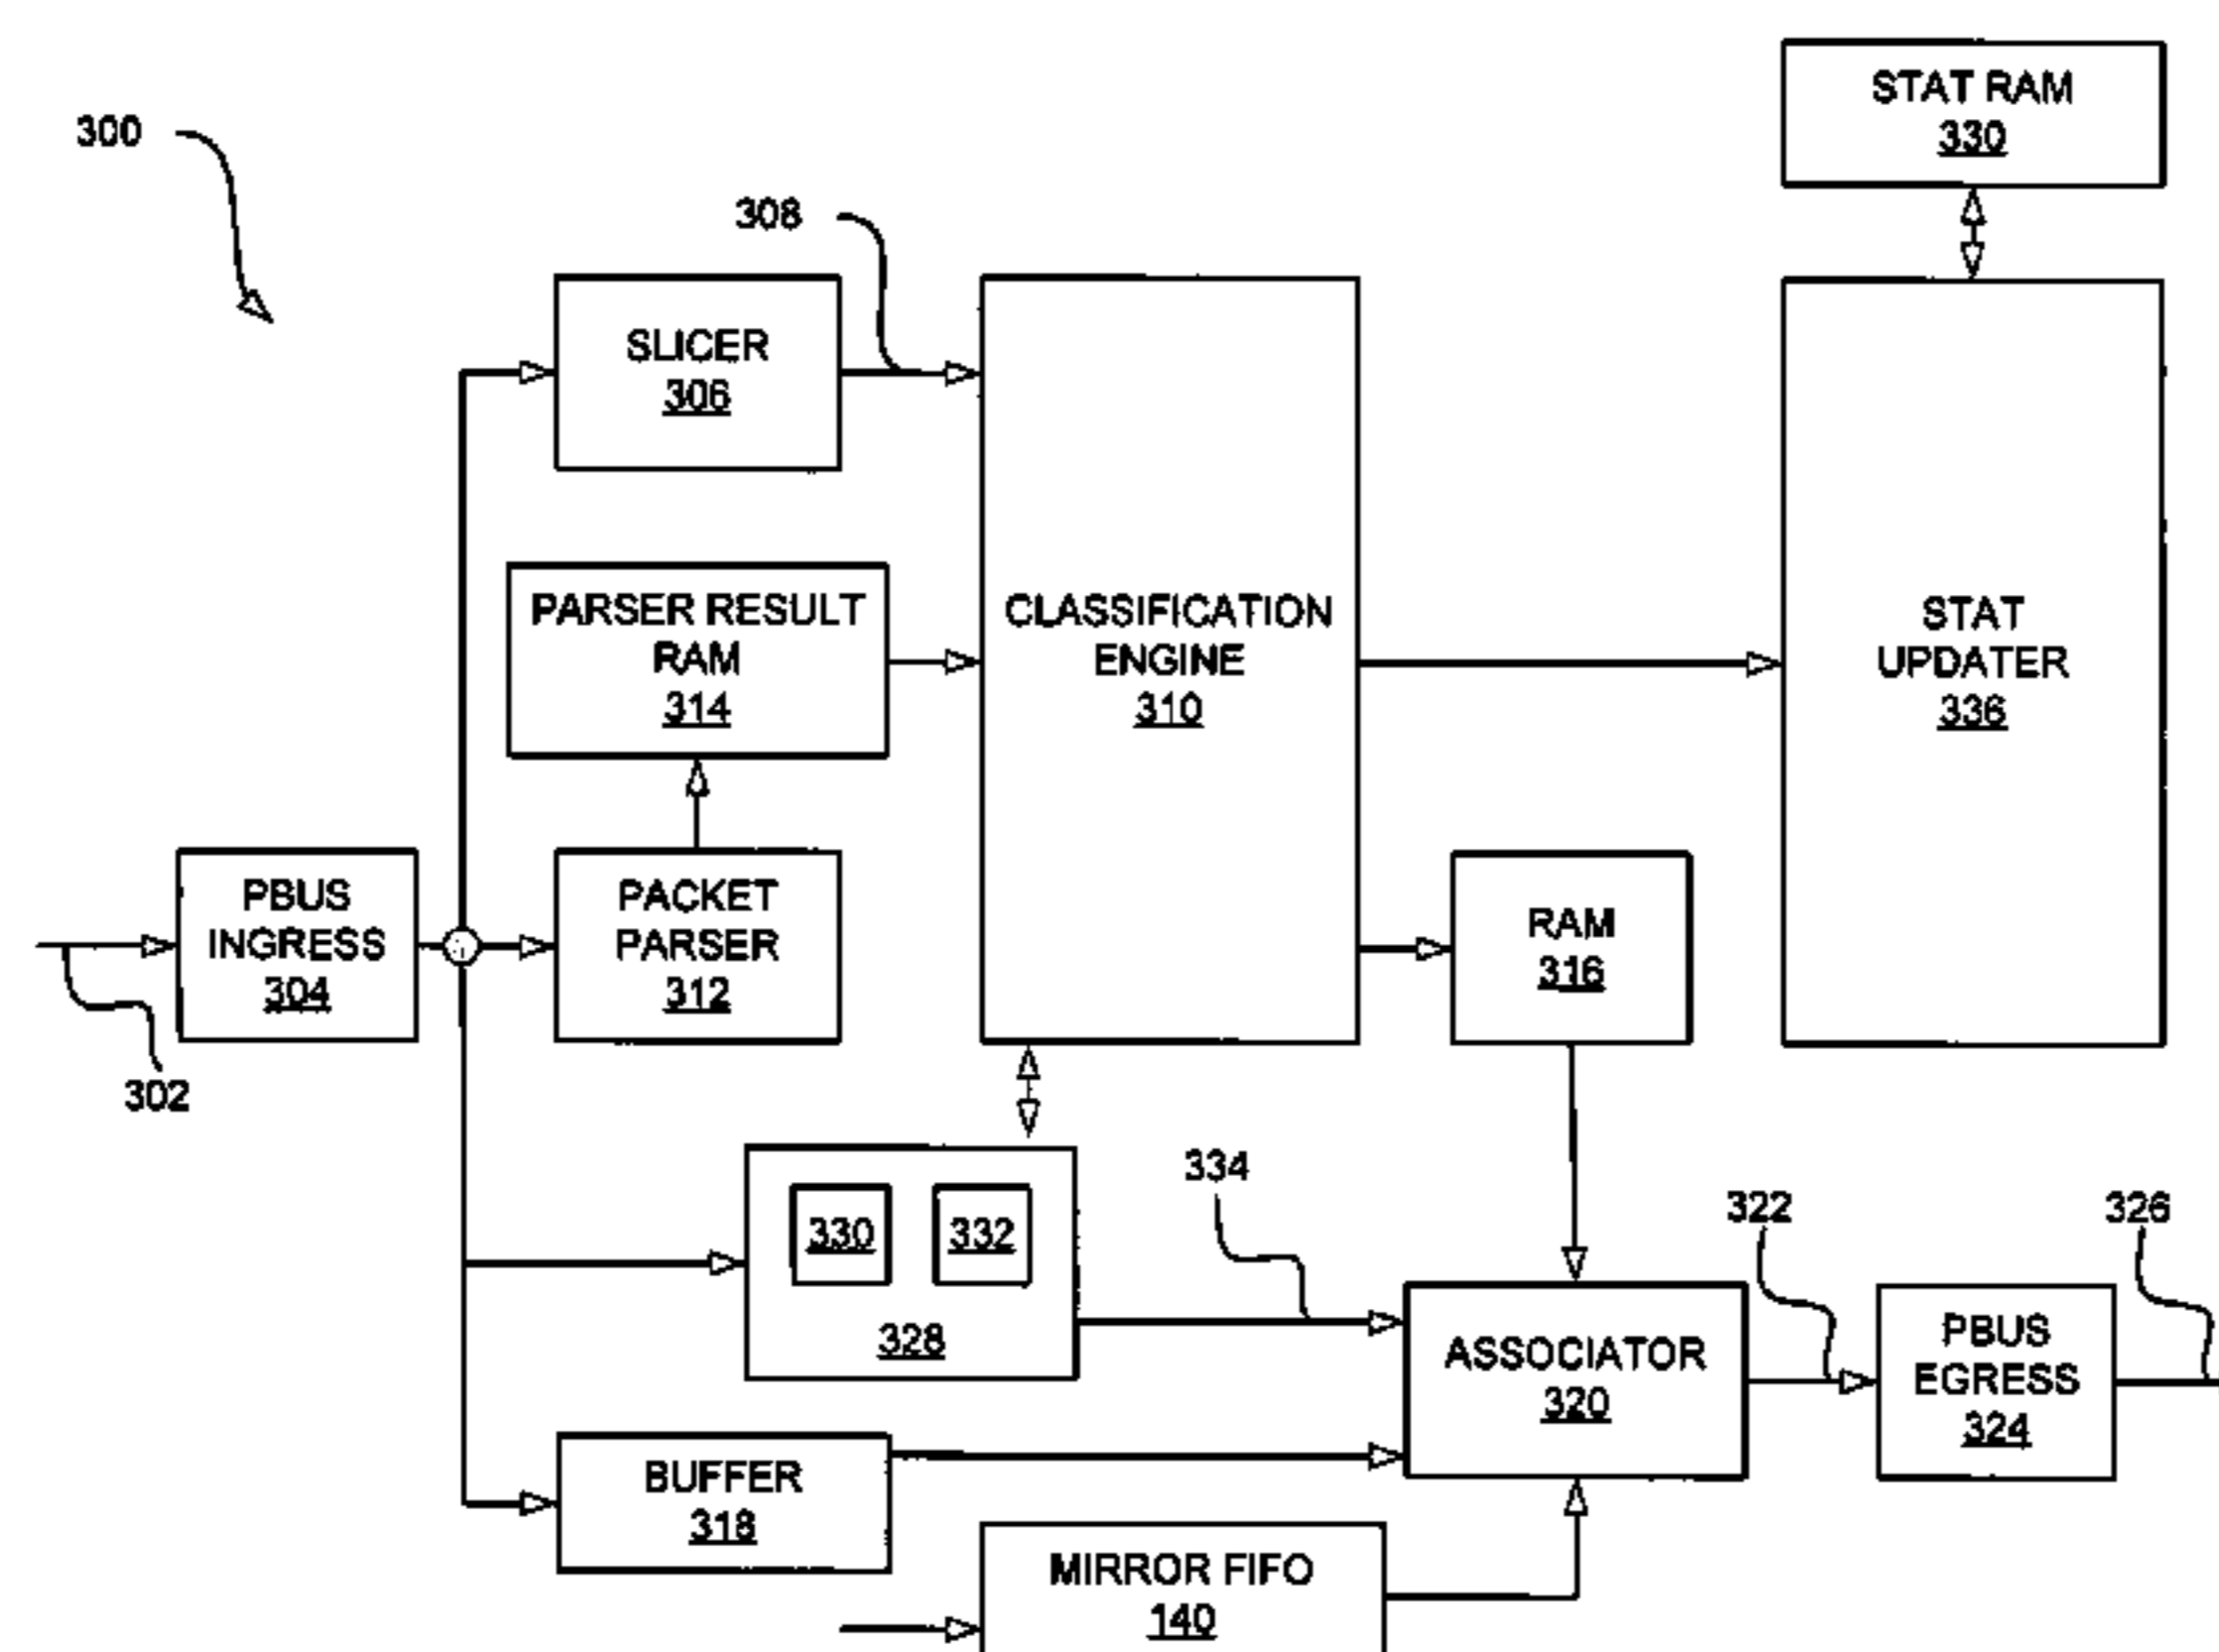 300
308
STAT RAM
330
SLICER
306
PARSER RESULT
RAM
314
CLASSIFICATION
ENGINE
310
STAT
UPDATER
336
PBUS
INGRESS
304
PACKET
PARSER
312
RAM
316
302
330
332
328
334
322
326
ASSOCIATOR
320
PBUS
EGRESS
324
BUFFER
318
MIRROR FIFO
140